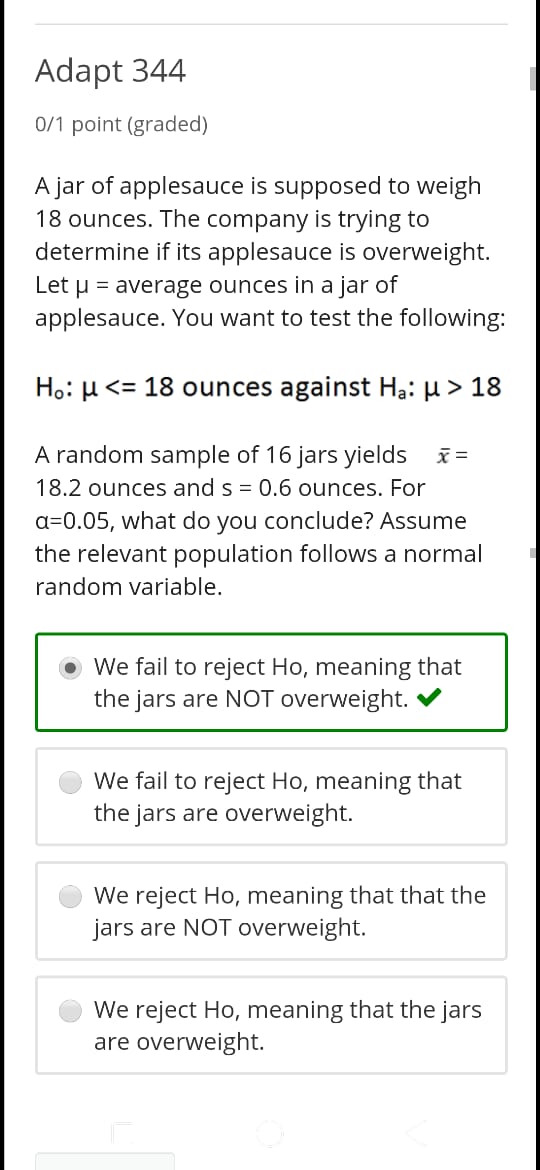 Adapt 344
0/1 point (graded)
A jar of applesauce is supposed to weigh
18 ounces. The company is trying to
determine if its applesauce is overweight.
Let µ = average ounces in a jar of
applesauce. You want to test the following:
Hₒ: µ <= 18 ounces against Hₐ: µ > 18
A random sample of 16 jars yields x̄ =
18.2 ounces and s = 0.6 ounces. For
α=0.05, what do you conclude? Assume
the relevant population follows a normal
random variable.
We fail to reject Ho, meaning that
the jars are NOT overweight. ✔
We fail to reject Ho, meaning that
the jars are overweight.
We reject Ho, meaning that that the
jars are NOT overweight.
We reject Ho, meaning that the jars
are overweight.